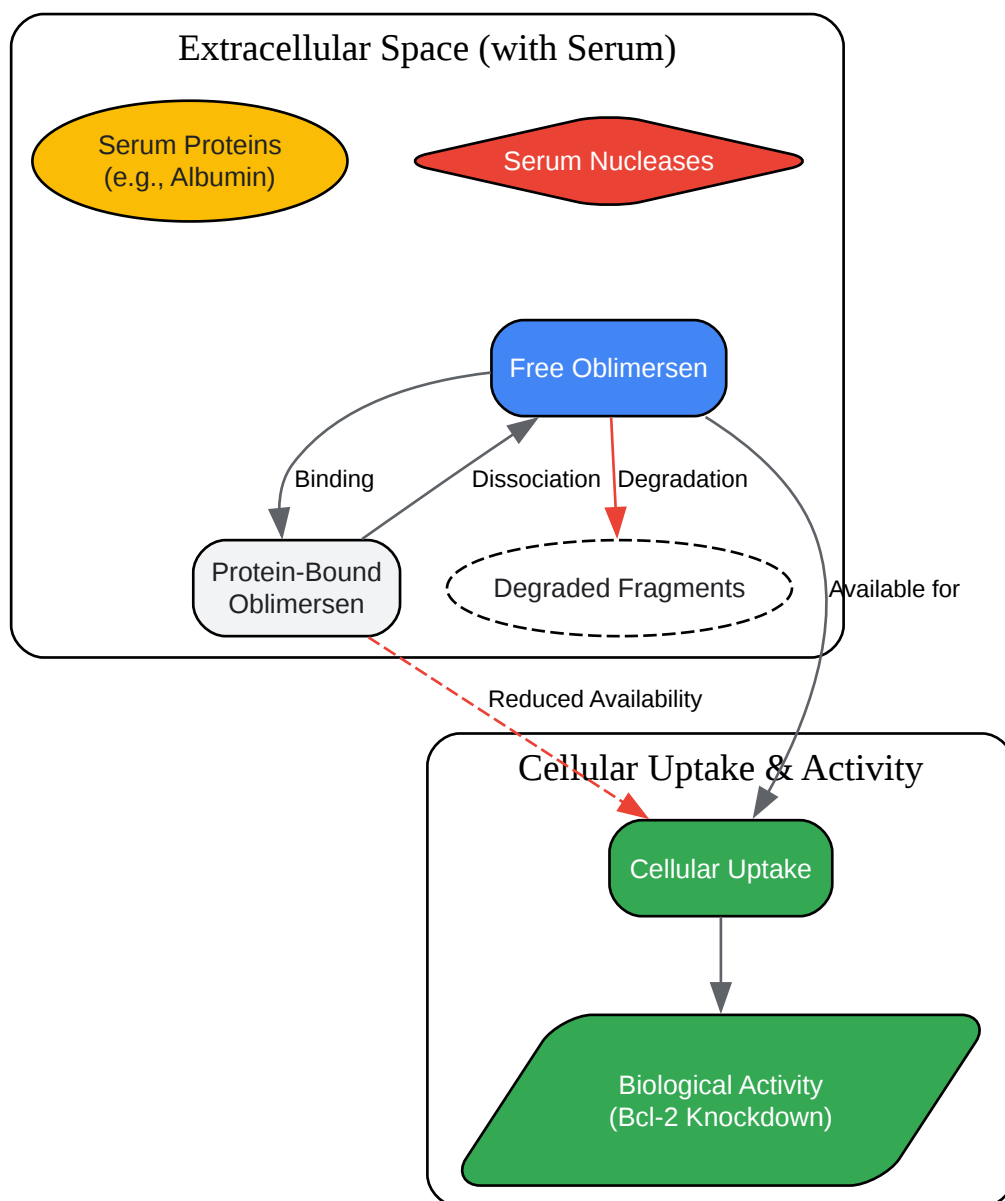 Extracellular Space (with Serum)
Serum Proteins
(e.g., Albumin)
Serum Nucleases
Free Oblimersen
Binding
Dissociation
Degradation
Protein-Bound
Oblimersen
Degraded Fragments
Available for
Reduced Availability
Cellular Uptake & Activity
Cellular Uptake
Biological Activity
(Bcl-2 Knockdown)